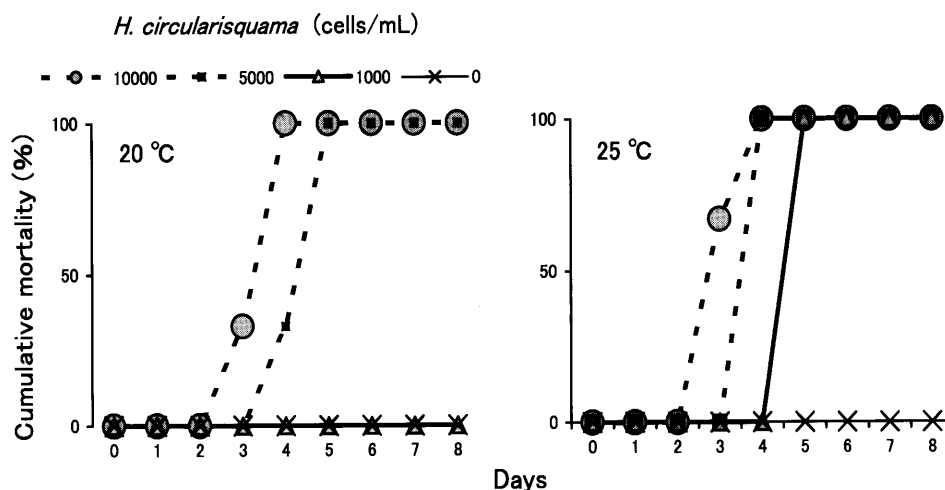 H. circularisquama (cells/mL)
10000 5000 1000 0
Cumulative mortality (%)
100
50
0
20 °C
0 1 2 3 4 5 6 7 8
100
50
0
25 °C
0 1 2 3 4 5 6 7 8
Days